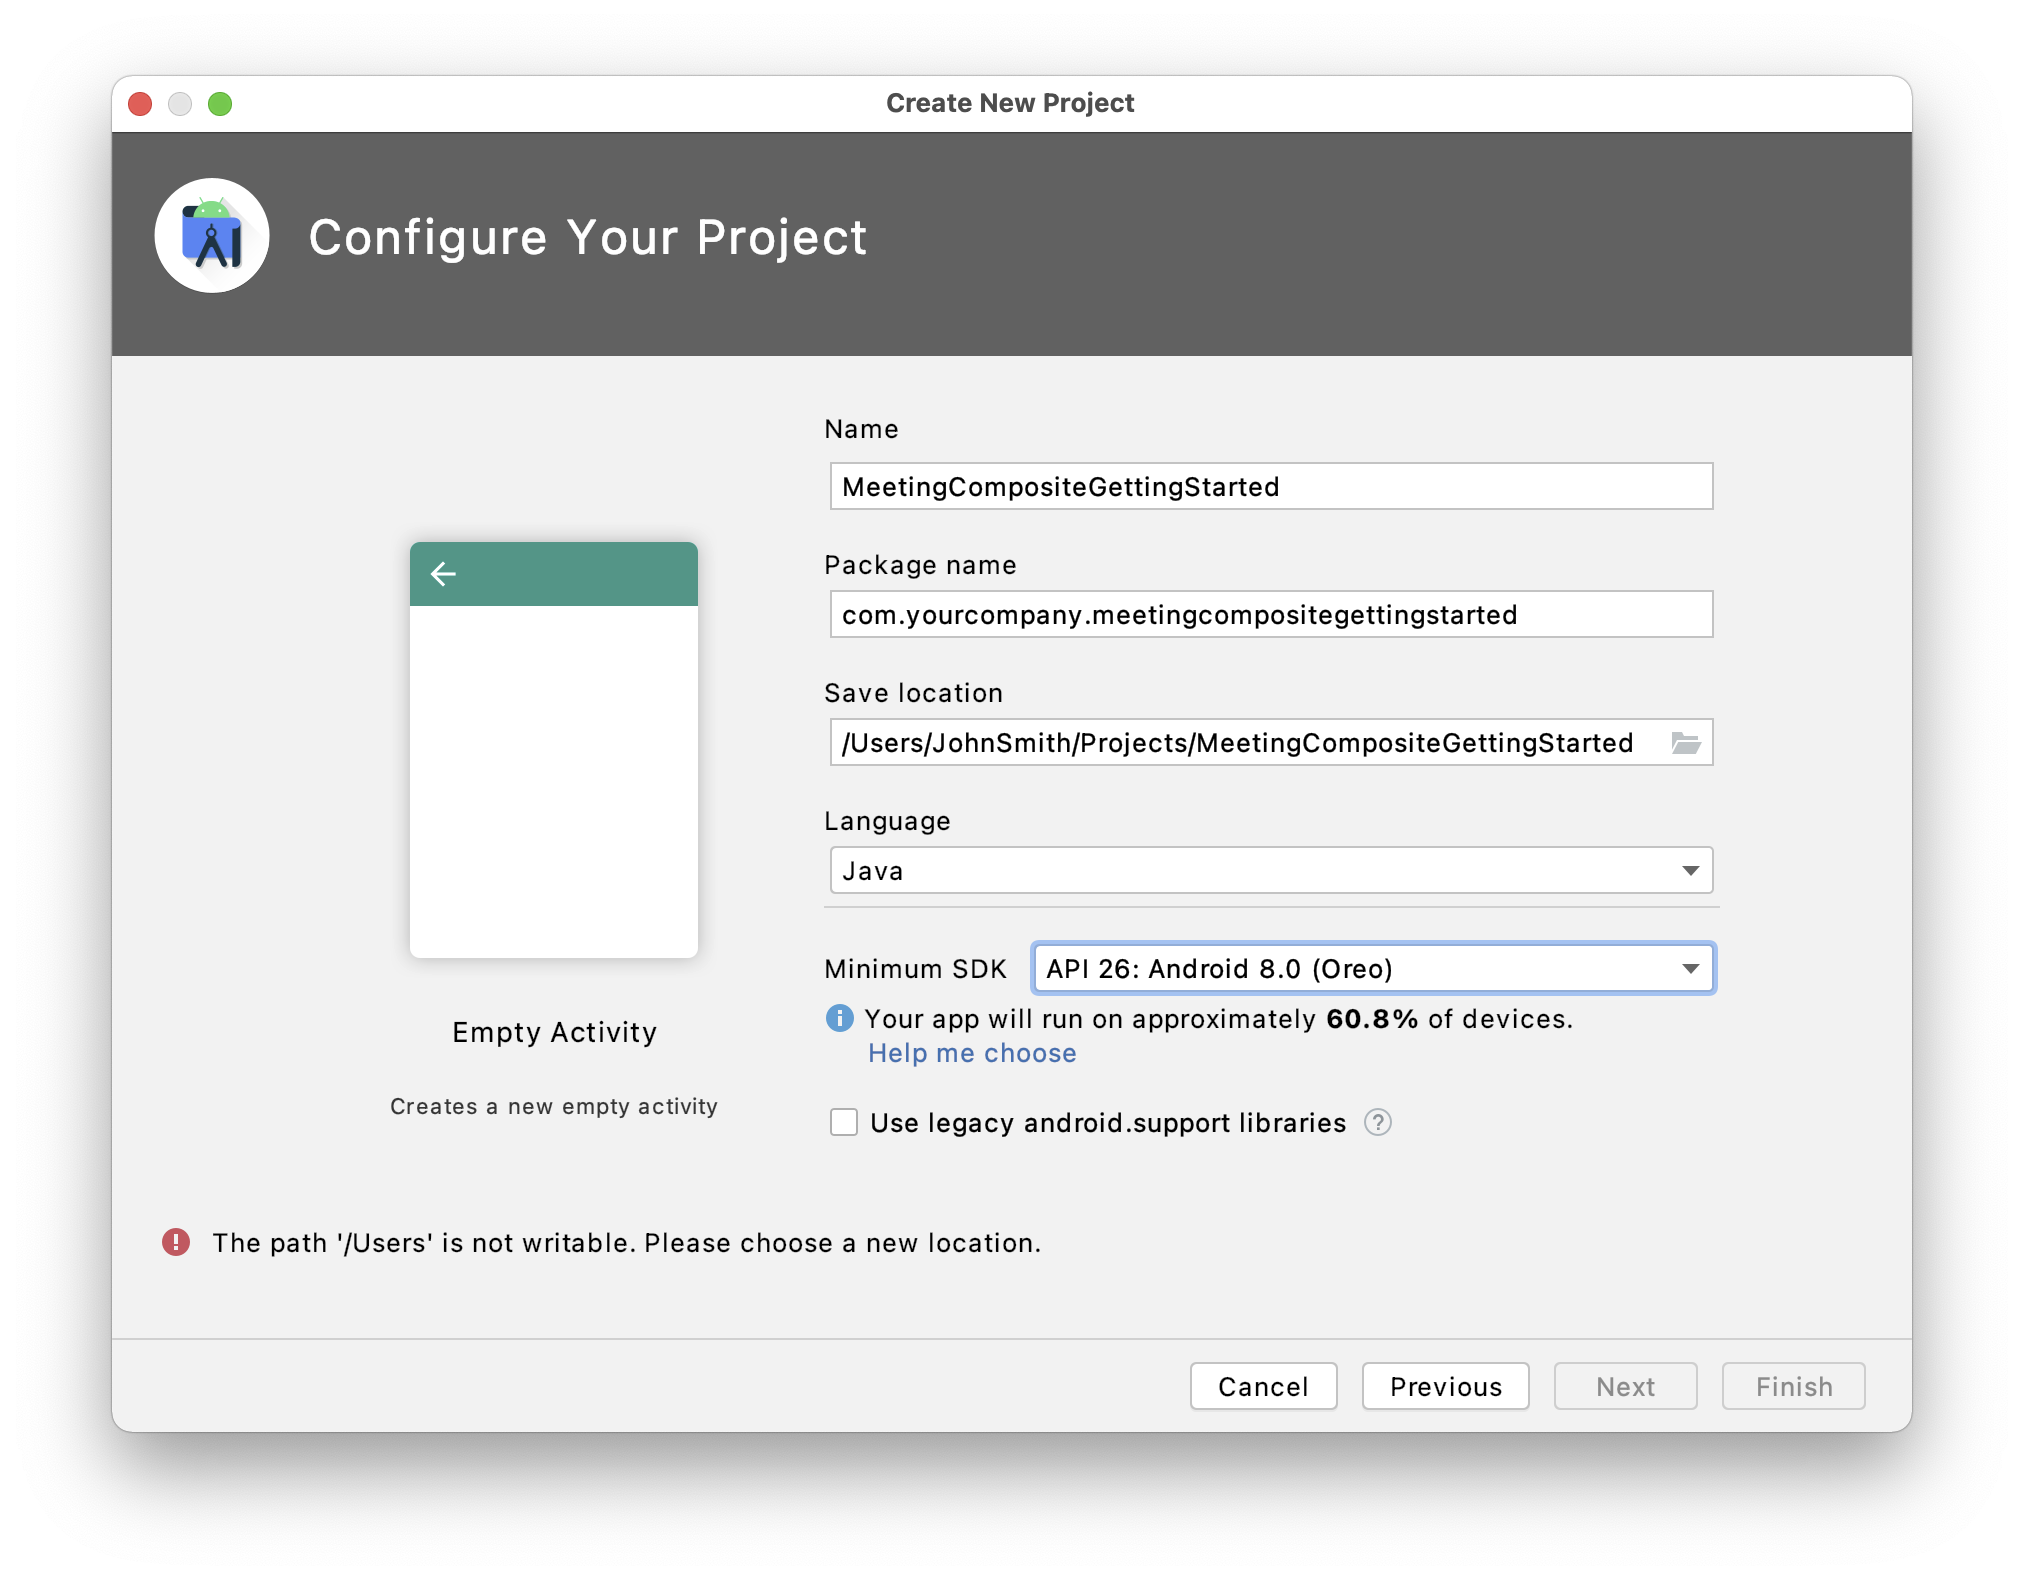 Create New Project
Configure Your Project
Name
MeetingCompositeGettingStarted
Package name
com.yourcompany.meetingcompositegettingstarted
Save location
/Users/JohnSmith/Projects/MeetingCompositeGettingStarted
Language
Java
Minimum SDK
API 26: Android 8.0 (Oreo)
Your app will run on approximately 60.8% of devices.
Help me choose
Use legacy android.support libraries
?
Empty Activity
Creates a new empty activity
The path '/Users' is not writable. Please choose a new location.
Cancel
Previous
Next
Finish